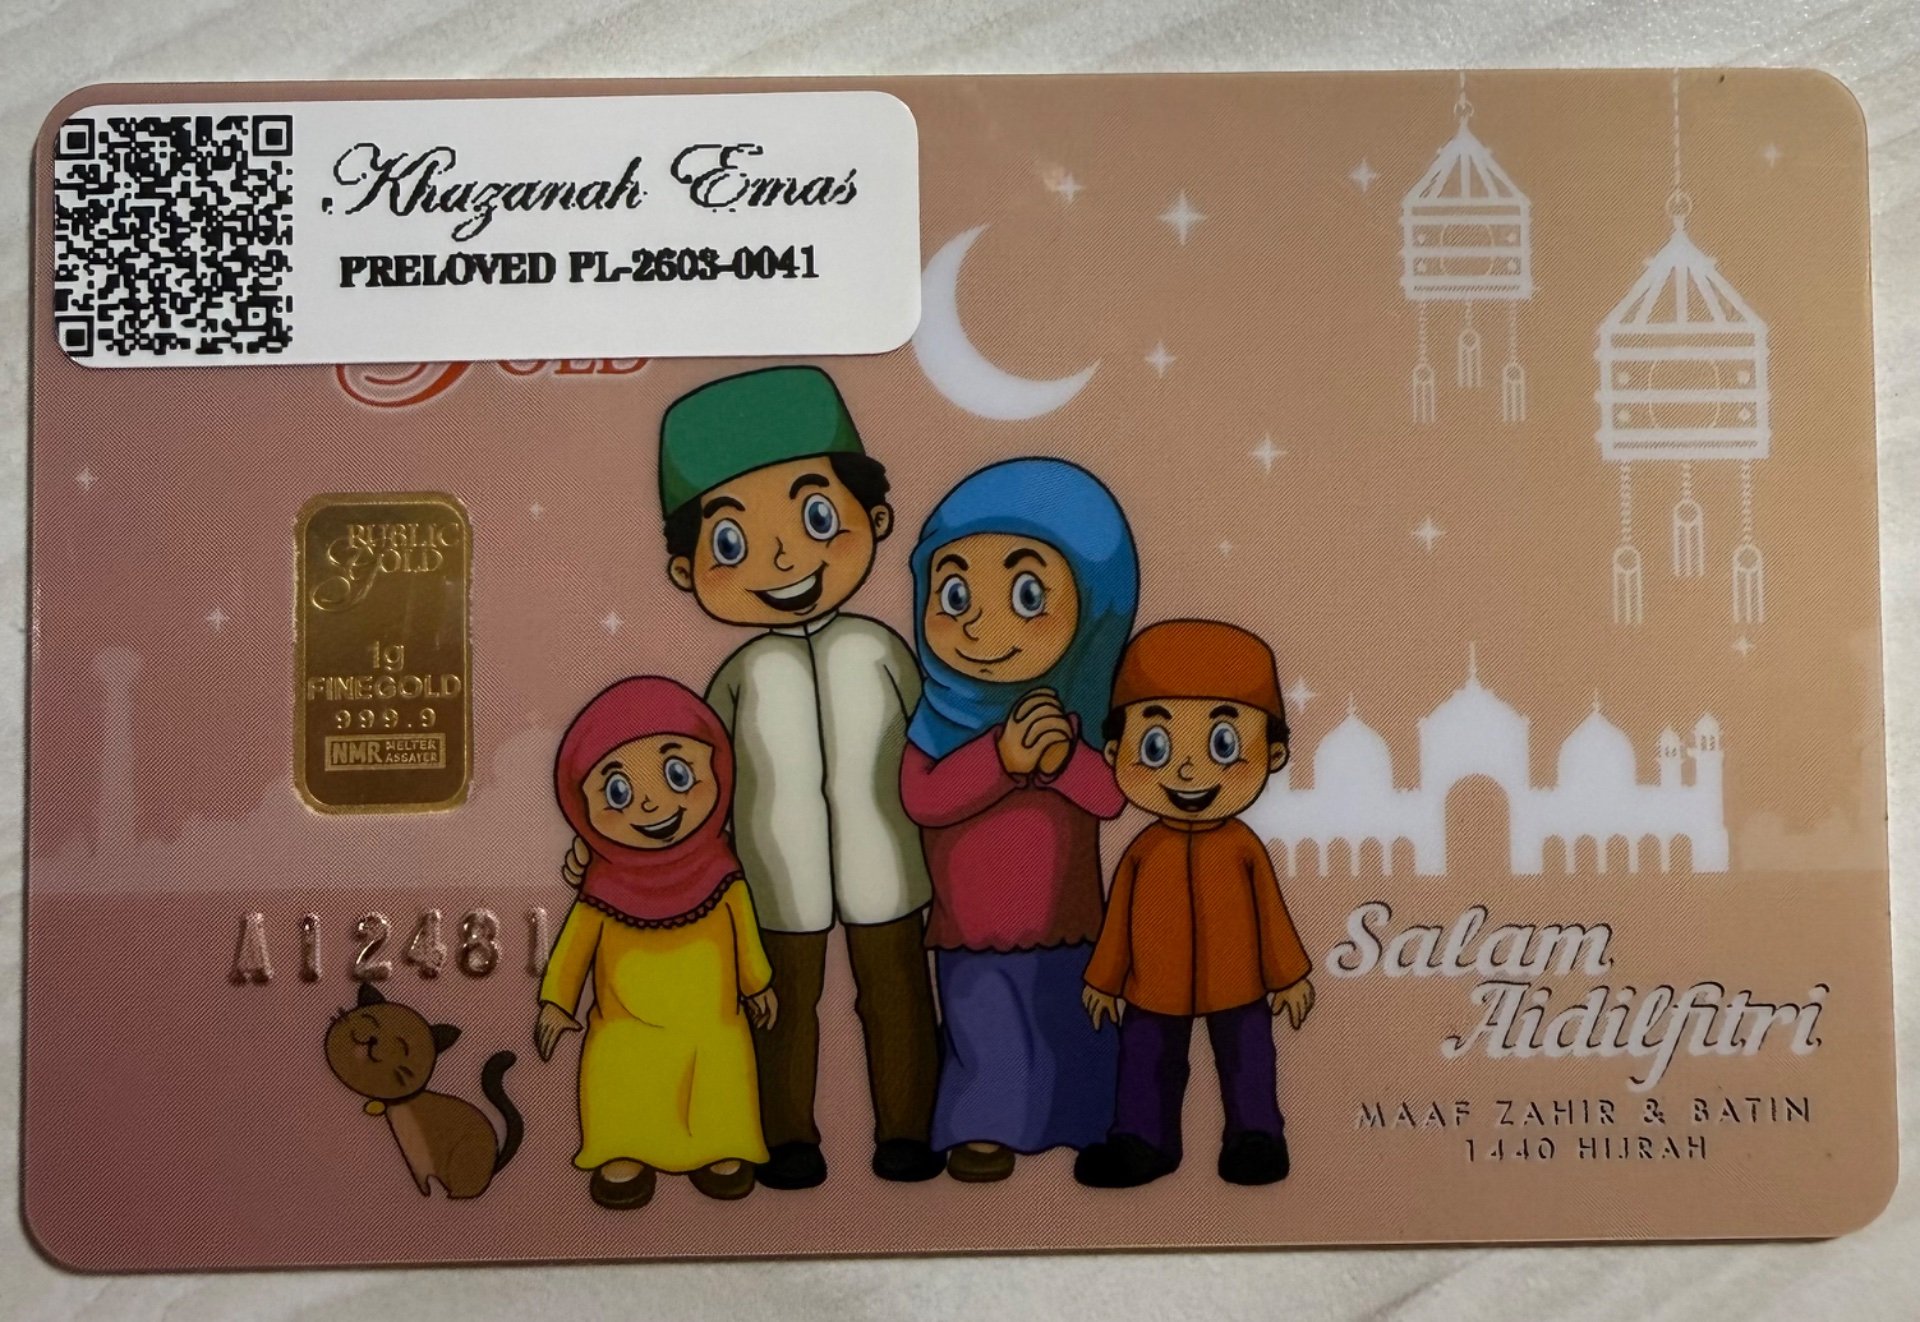 Khazanah Emas
PRELOVED PL-2603-0041
GOLD
PUBLIC
GOLD
1g
FINEGOLD
999.9
NMR MELTER
ASSAYER
A12481
Salam
Aidilfitri
MAAF ZAHIR & BATIN
1440 HIJRAH